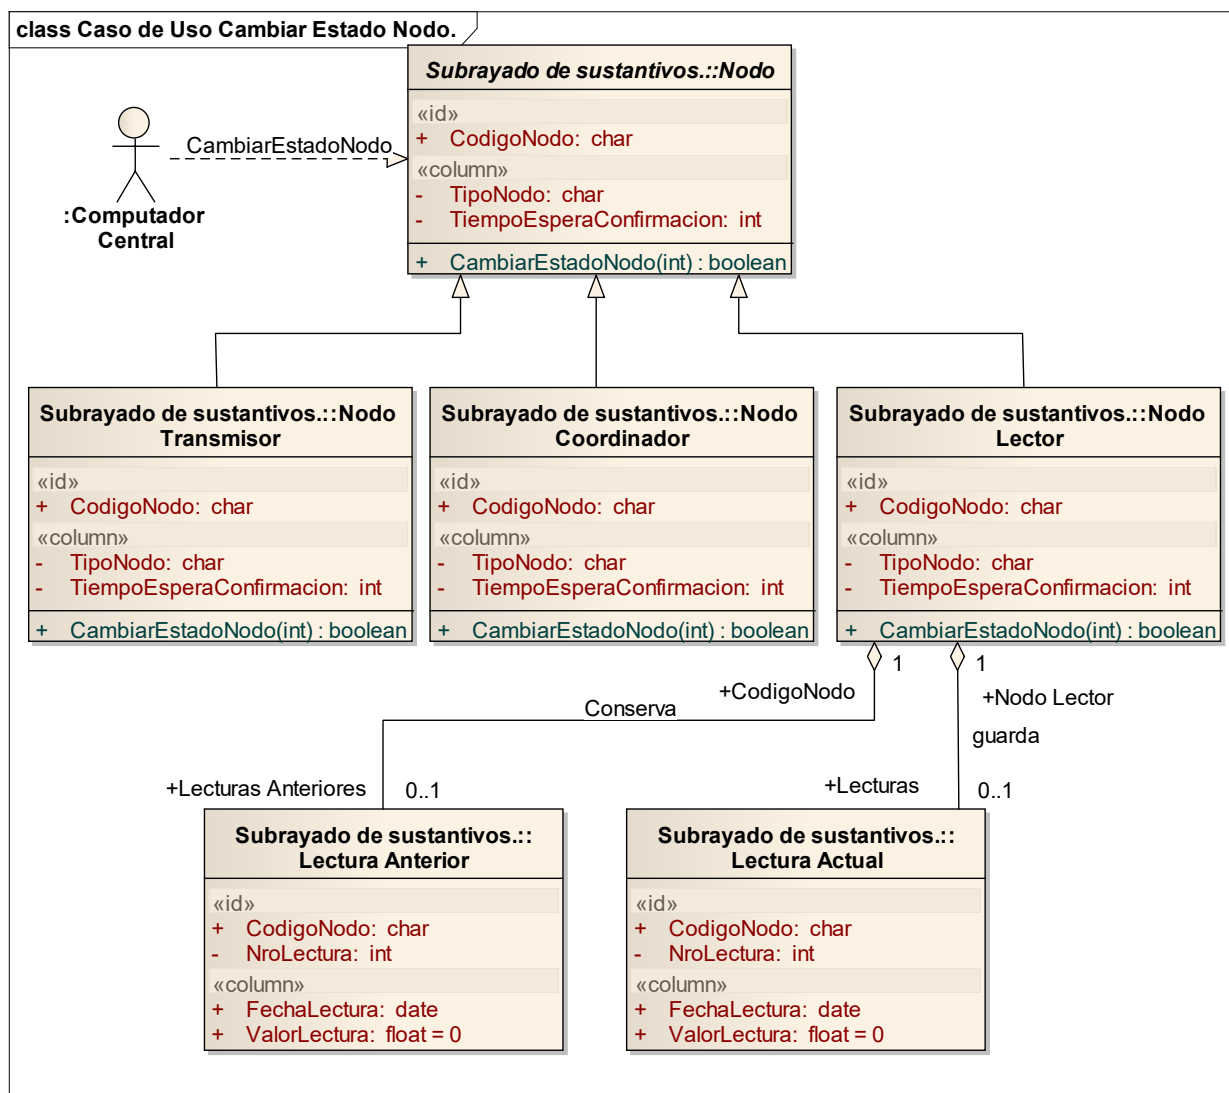 class Caso de Uso Cambiar Estado Nodo.
Subrayado de sustantivos.::Nodo
«id»
+ CodigoNodo: char
«column»
- TipoNodo: char
- TiempoEsperaConfirmacion: int
+ CambiarEstadoNodo(int) : boolean
CambiarEstadoNodo
:Computador
Central
Subrayado de sustantivos.::Nodo
Transmisor
«id»
+ CodigoNodo: char
«column»
- TipoNodo: char
- TiempoEsperaConfirmacion: int
+ CambiarEstadoNodo(int) : boolean
Subrayado de sustantivos.::Nodo
Coordinador
«id»
+ CodigoNodo: char
«column»
- TipoNodo: char
- TiempoEsperaConfirmacion: int
+ CambiarEstadoNodo(int) : boolean
Subrayado de sustantivos.::Nodo
Lector
«id»
+ CodigoNodo: char
«column»
- TipoNodo: char
- TiempoEsperaConfirmacion: int
+ CambiarEstadoNodo(int) : boolean
1
+CodigoNodo
Conserva
+Lecturas Anteriores
0..1
1
+Nodo Lector
guarda
+Lecturas
0..1
Subrayado de sustantivos.::
Lectura Anterior
«id»
+ CodigoNodo: char
- NroLectura: int
«column»
+ FechaLectura: date
+ ValorLectura: float = 0
Subrayado de sustantivos.::
Lectura Actual
«id»
+ CodigoNodo: char
- NroLectura: int
«column»
+ FechaLectura: date
+ ValorLectura: float = 0